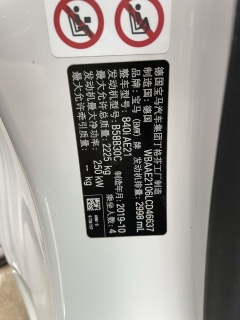 德国宝马汽车集团丁格芬工厂制造
品牌：宝马（BMW）牌 制造国：德国
整车型号：840i AE21 WBAAE2106LCD46637
发动机型号：B58B30C 发动机排量：2998 mL
发动机最大净功率：250 kW 制造年月：2019-10
最大允许总质量：2225 kg 乘坐人数：4
最大允许牵引质量：-- kg